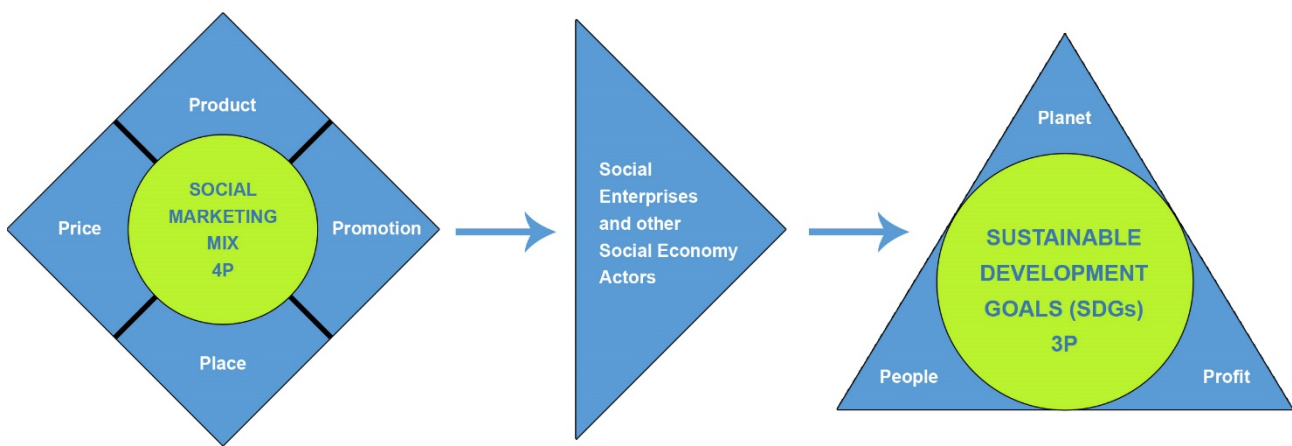 Product
Price
SOCIAL
MARKETING
MIX
4P
Promotion
Place
Social
Enterprises
and other
Social Economy
Actors
Planet
SUSTAINABLE
DEVELOPMENT
GOALS (SDGs)
3P
People
Profit